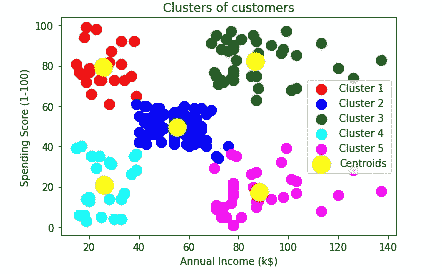 Clusters of customers
100
80
60
40
20
0
Spending Score (1-100)
Cluster 1
Cluster 2
Cluster 3
Cluster 4
Cluster 5
Centroids
20 40 60 80 100 120 140
Annual Income (k$)